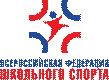 ВСЕРОССИЙСКАЯ ФЕДЕРАЦИЯ
ШКОЛЬНОГО СПОРТА